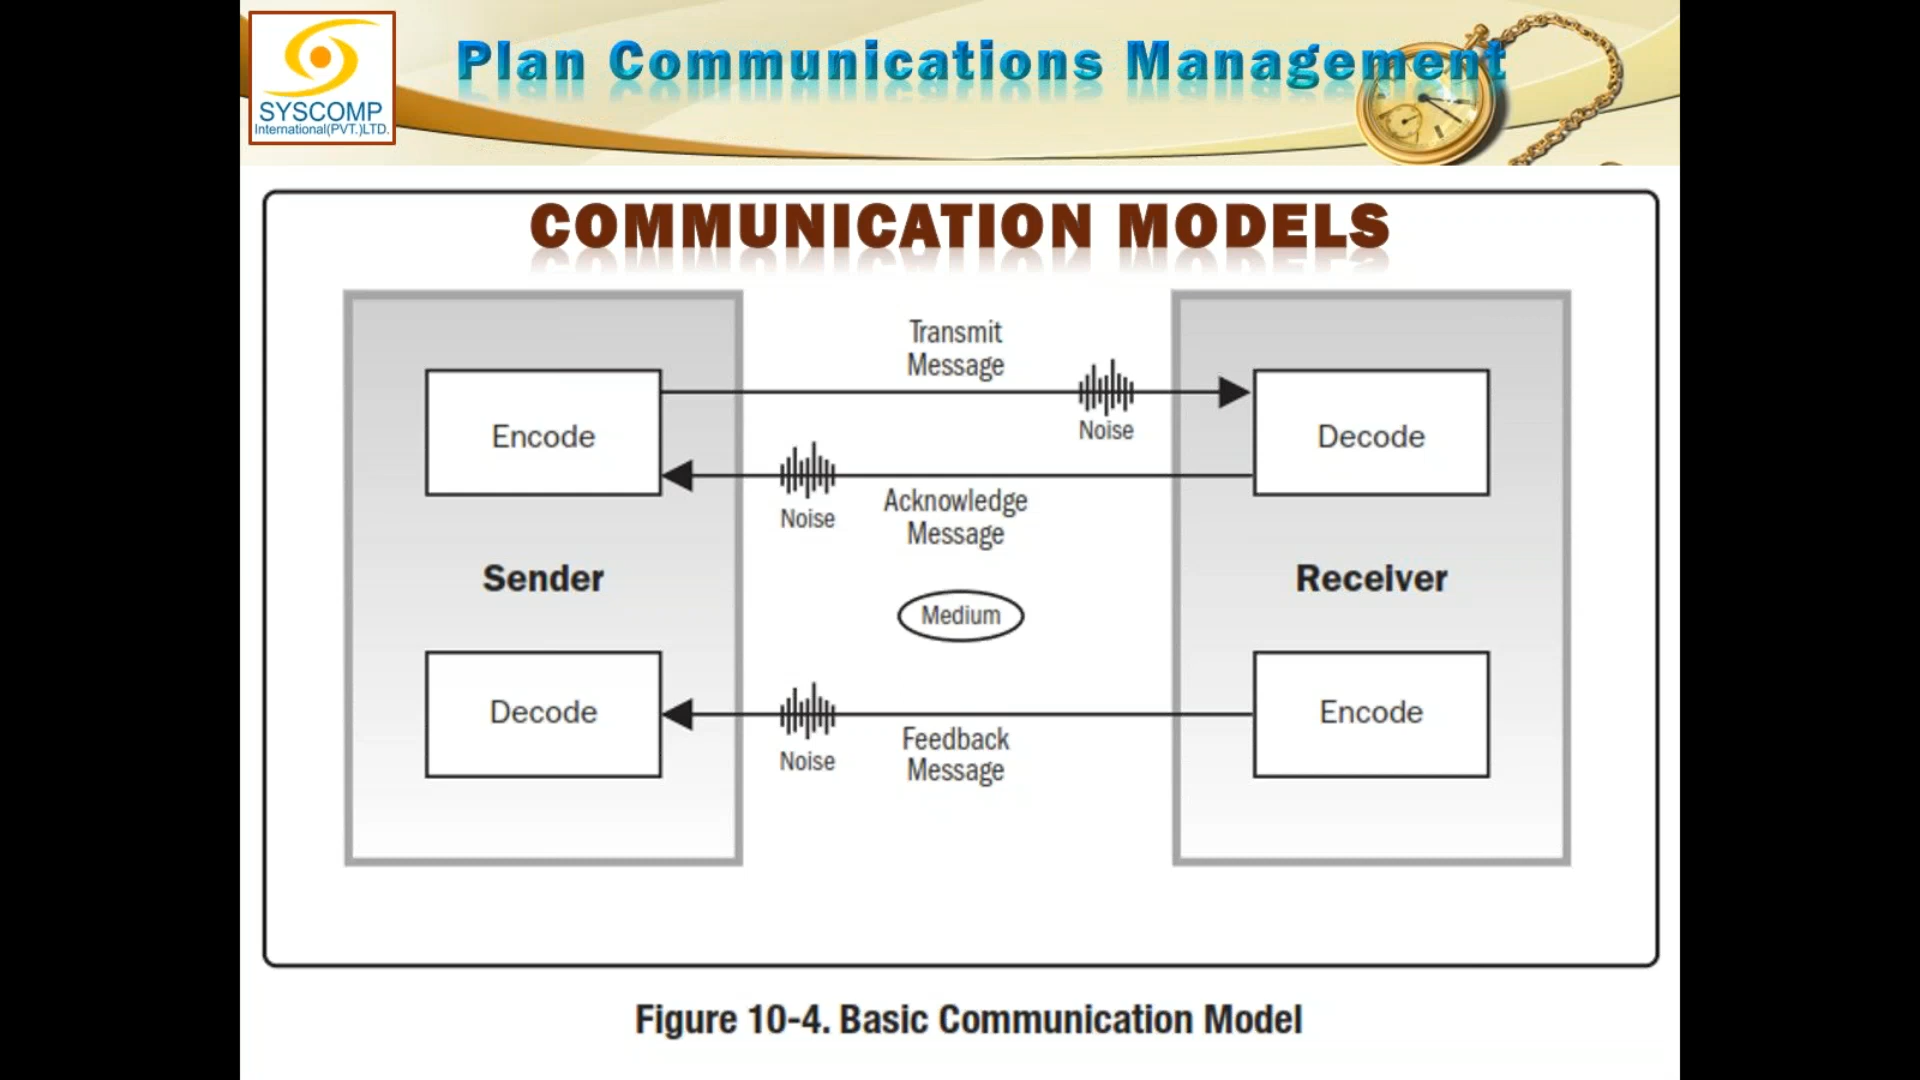 Plan Communications Management
SYSCOMP
International(PVT.)LTD.
COMMUNICATION MODELS
Transmit
Message
Noise
Encode
Decode
Noise
Acknowledge
Message
Sender
Receiver
Medium
Decode
Encode
Noise
Feedback
Message
Figure 10-4. Basic Communication Model